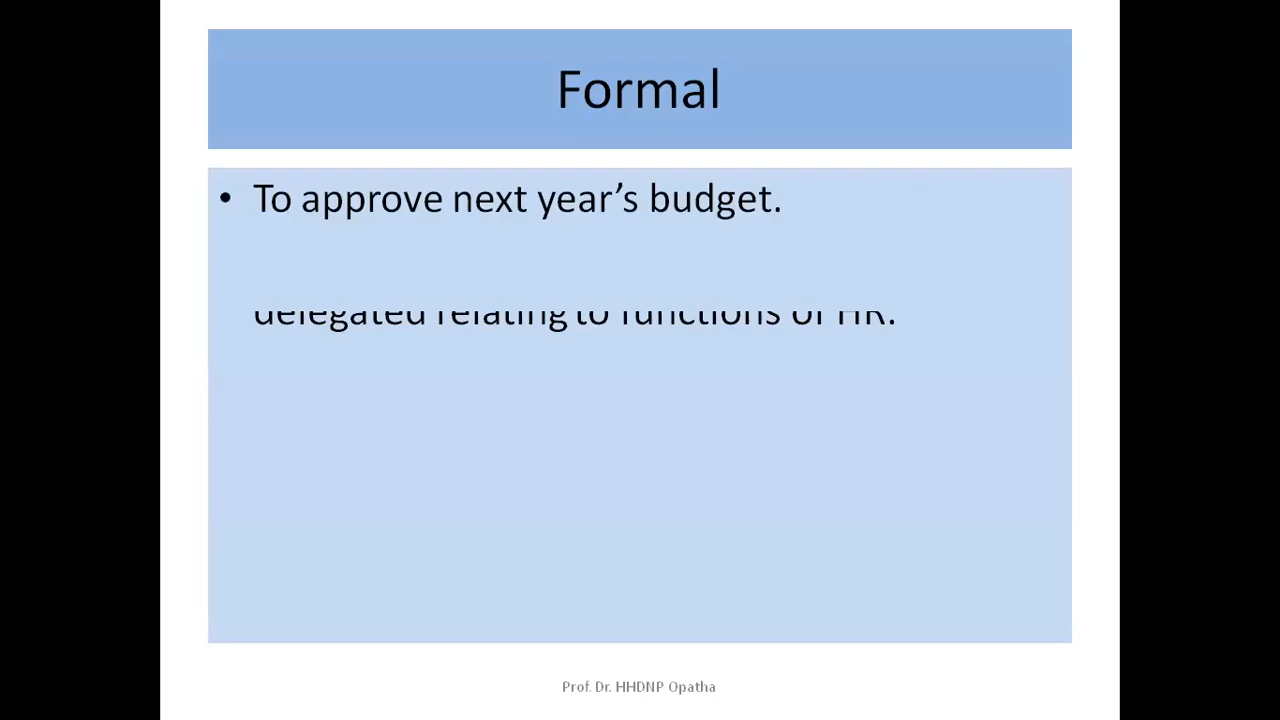 Formal
• To approve next year’s budget.
delegated relating to functions of HR.
Prof. Dr. HHDNP Opatha